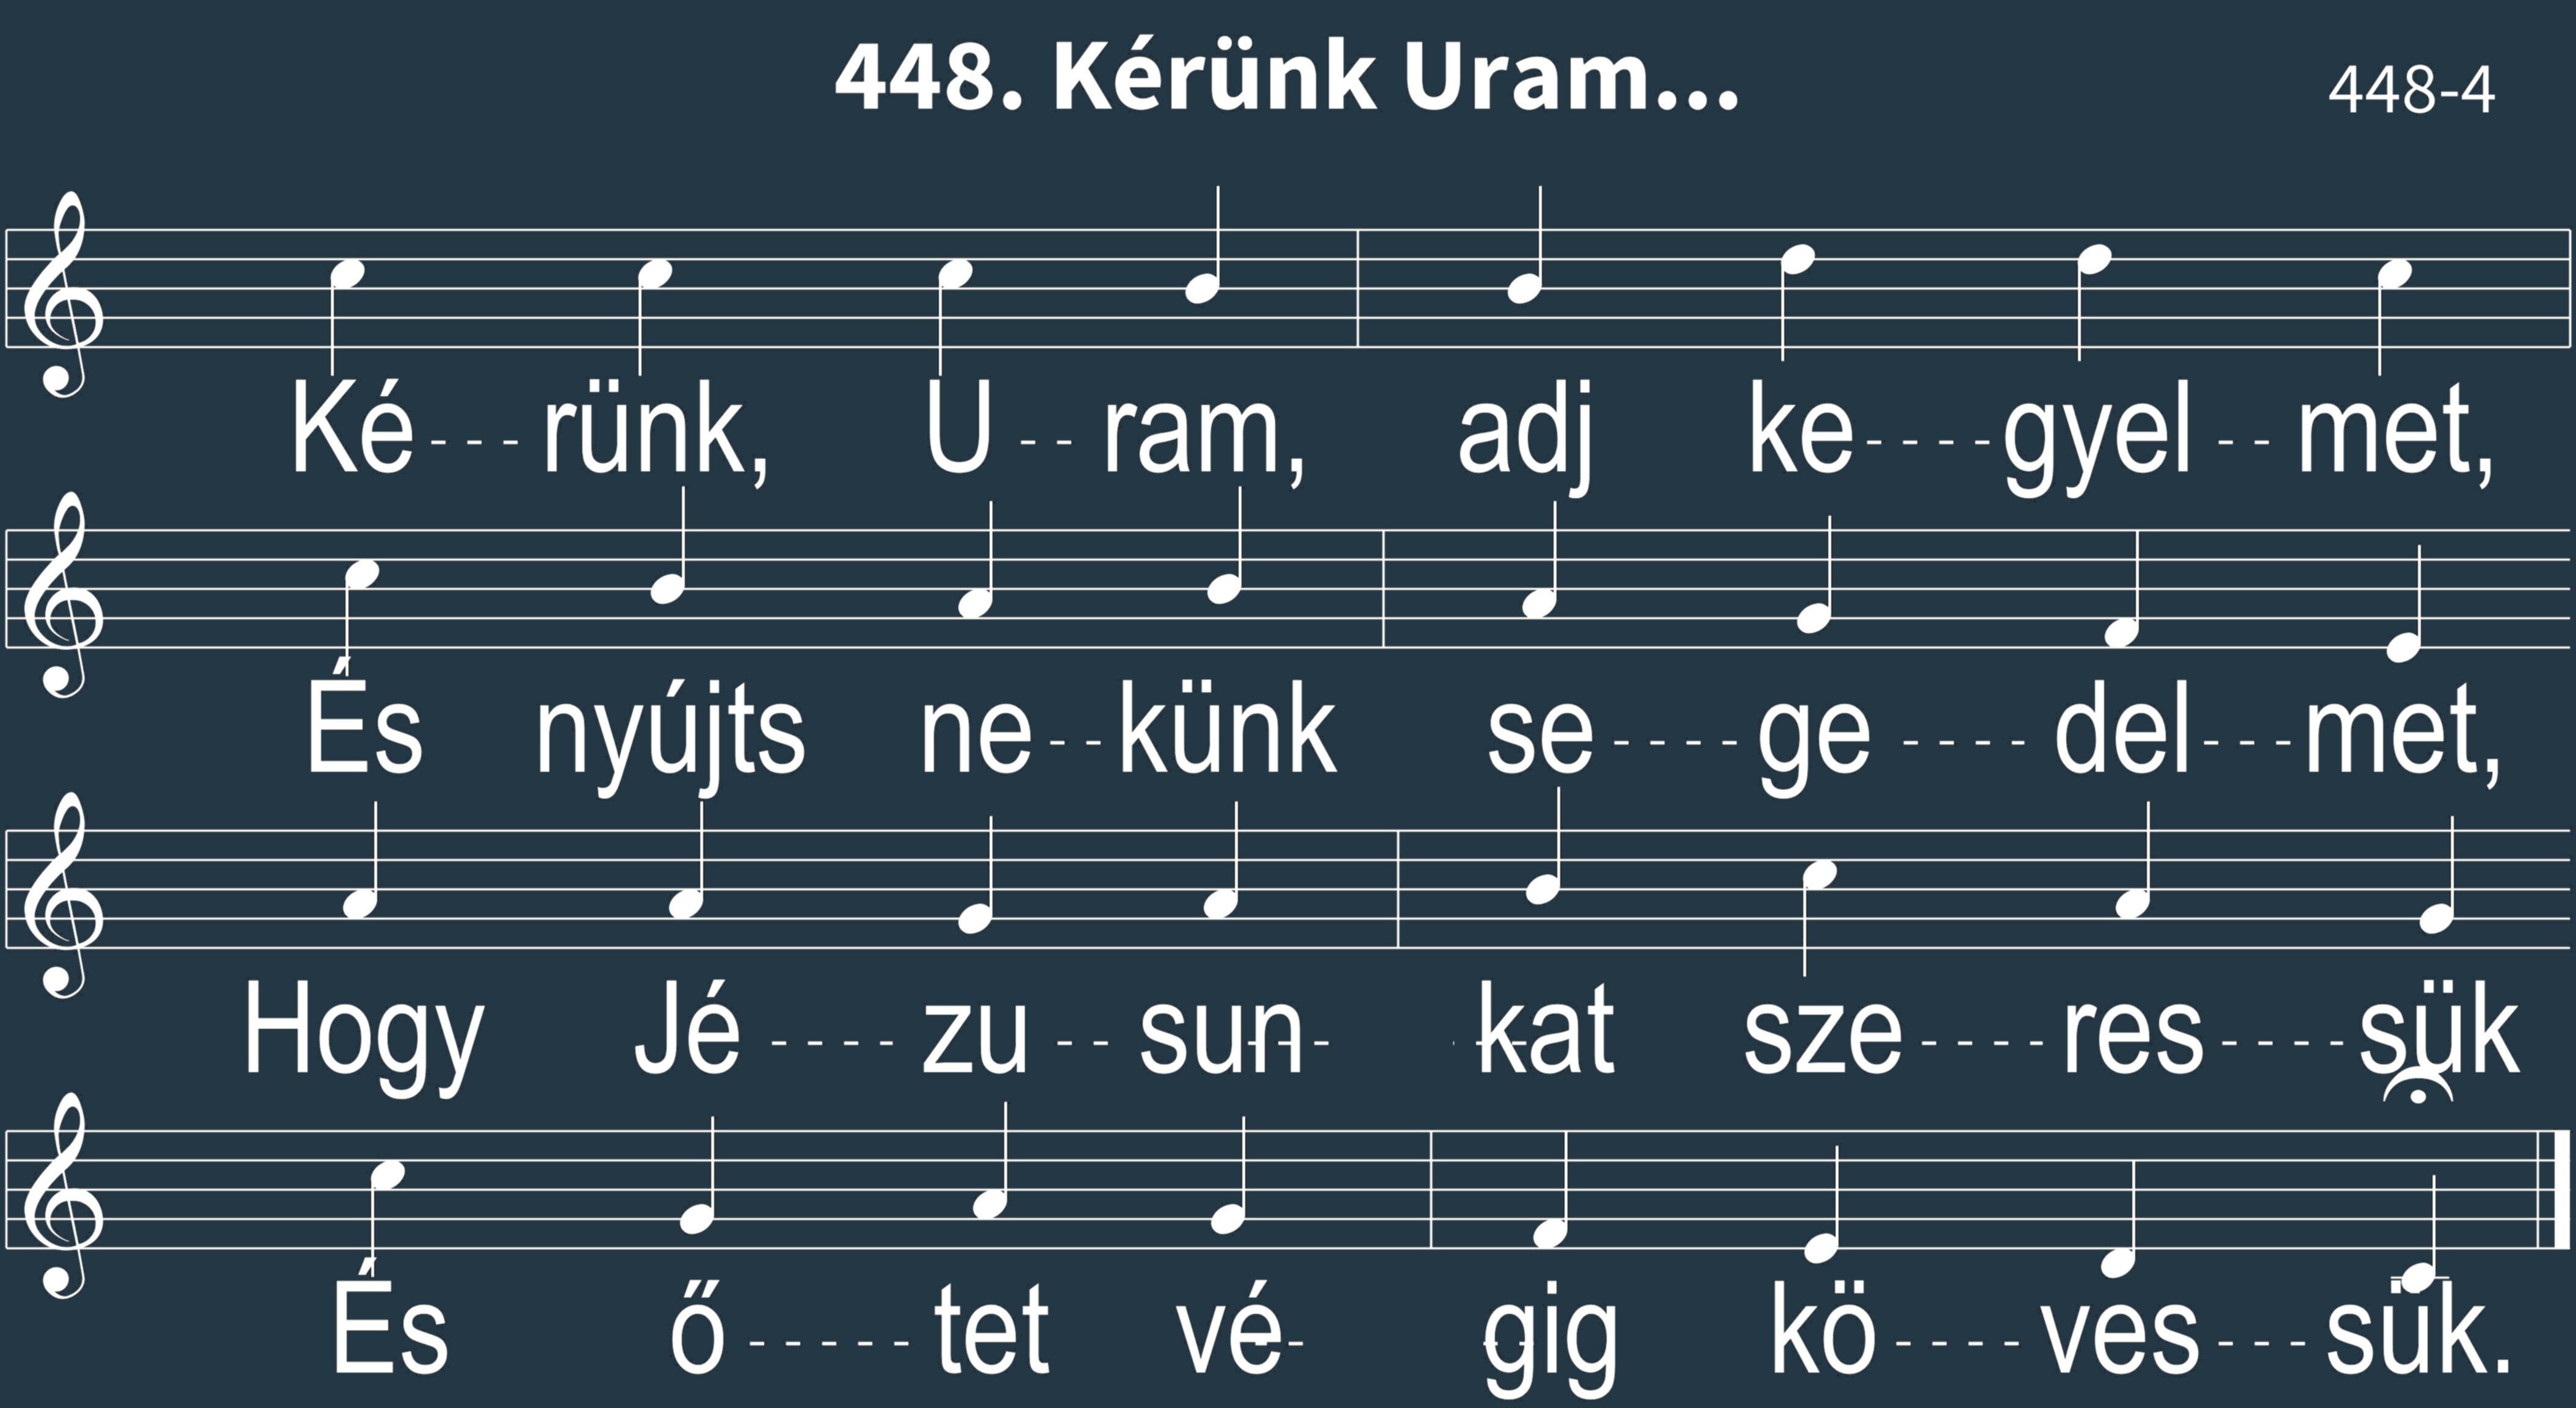 448. Kérünk Uram...
448-4
Ké---rünk, U--ram, adj ke----gyel--met,
És nyújts ne--künk se----ge----del---met,
Hogy Jé----zu--sun---kat sze----res----sük
És ő-----tet vé--gig kö----ves---sük.